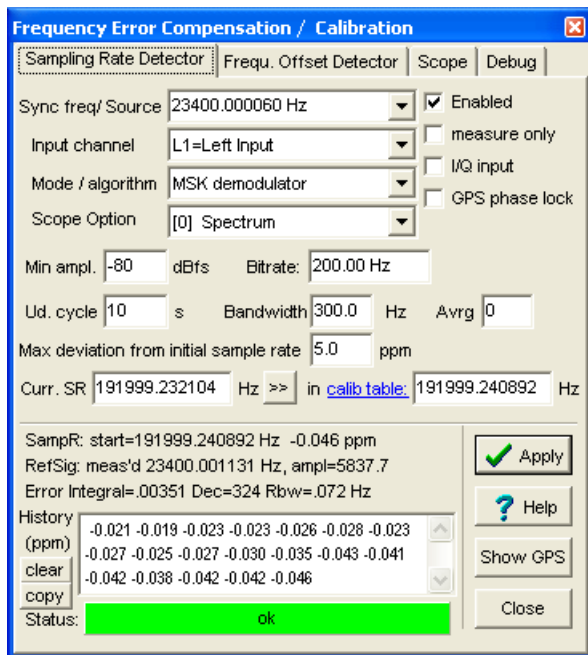 Frequency Error Compensation / Calibration
Sampling Rate Detector Frequ. Offset Detector Scope Debug
Sync freq/ Source 23400.000060 Hz Enabled
measure only
Input channel L1=Left Input
I/Q input
Mode / algorithm MSK demodulator
GPS phase lock
Scope Option [0] Spectrum
Min ampl. -80 dBfs Bitrate: 200.00 Hz
Ud. cycle 10 s Bandwidth 300.0 Hz Avrg 0
Max deviation from initial sample rate 5.0 ppm
Curr. SR 191999.232104 Hz >> in calib table: 191999.240892 Hz
SampR: start=191999.240892 Hz -0.046 ppm
RefSig: meas'd 23400.001131 Hz, ampl=5837.7
Error Integral=.00351 Dec=324 Rbw=.072 Hz
History
(ppm)
clear
copy
-0.021 -0.019 -0.023 -0.023 -0.026 -0.028 -0.023
-0.027 -0.025 -0.027 -0.030 -0.035 -0.043 -0.041
-0.042 -0.038 -0.042 -0.042 -0.046
Status: ok
Apply
? Help
Show GPS
Close